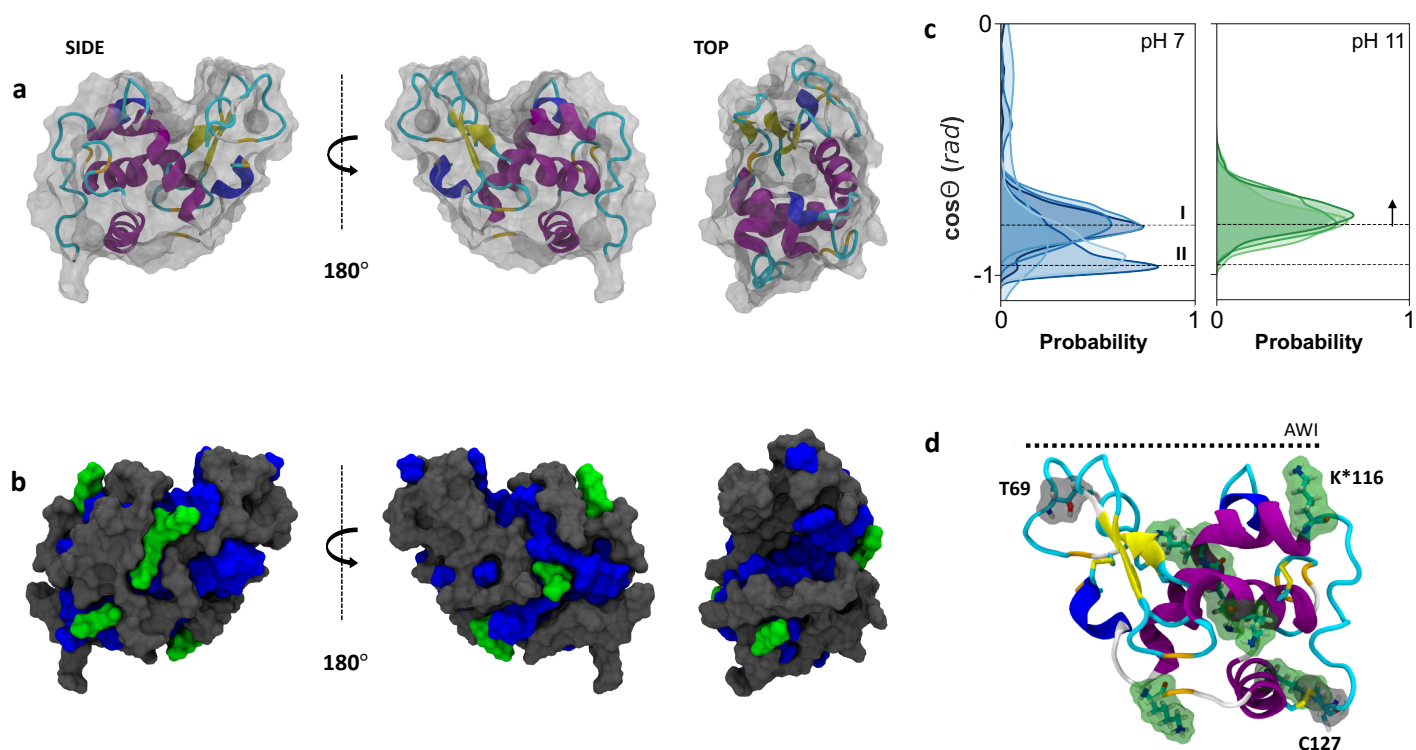 a
SIDE
180°
TOP
b
180°
c
cosΘ (rad)
0
-1
pH 7
I
II
0
1
Probability
pH 11
0
1
Probability
d
AWI
T69
K*116
C127